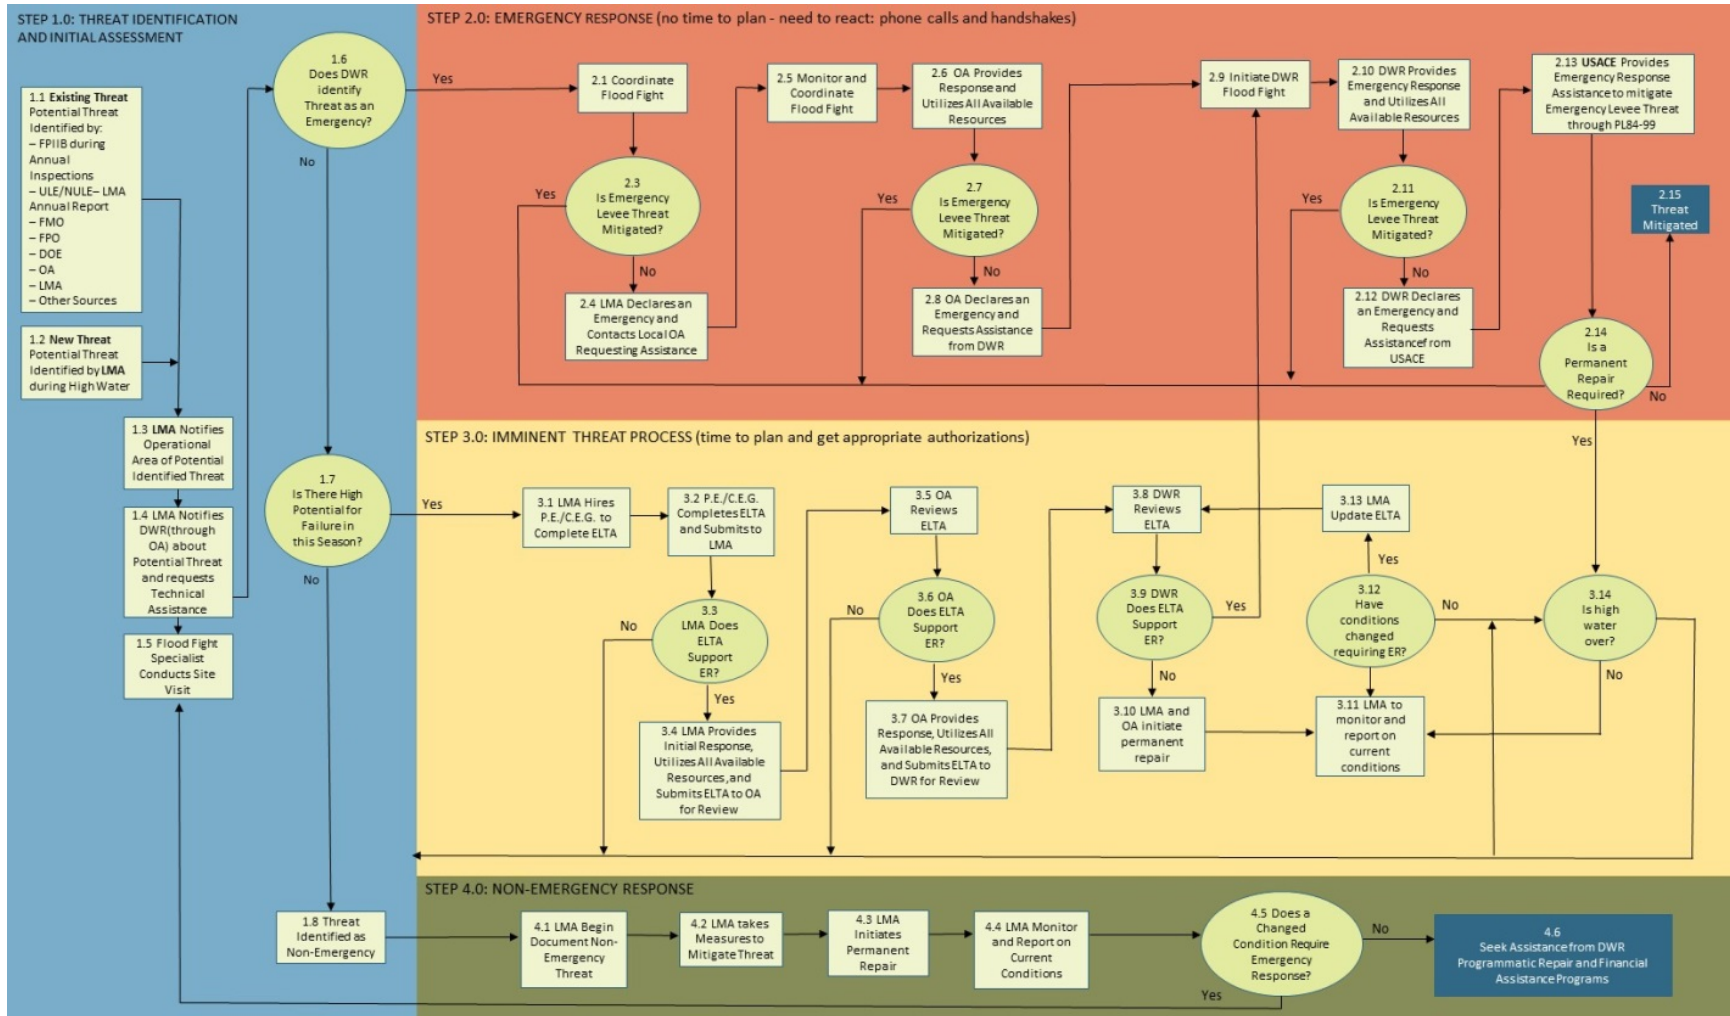 STEP 1.0: THREAT IDENTIFICATION
AND INITIAL ASSESSMENT
1.1 Existing Threat
Potential Threat
Identified by:
– FPIIB during
Annual
Inspections
– ULE/NULE– LMA
Annual Report
– FMO
– FPO
– DOE
– OA
– LMA
– Other Sources
1.2 New Threat
Potential Threat
Identified by LMA
during High Water
1.3 LMA Notifies
Operational
Area of Potential
Identified Threat
1.4 LMA Notifies
DWR(through
OA) about
Potential Threat
and requests
Technical
Assistance
1.5 Flood Fight
Specialist
Conducts Site
Visit
1.6
Does DWR
identify
Threat as an
Emergency?
Yes
No
1.7
Is There High
Potential for
Failure in
this Season?
Yes
No
1.8 Threat
Identified as
Non-Emergency
STEP 2.0: EMERGENCY RESPONSE (no time to plan - need to react: phone calls and handshakes)
2.1 Coordinate
Flood Fight
2.3
Is Emergency
Levee Threat
Mitigated?
Yes
No
2.4 LMA Declares an
Emergency and
Contacts Local OA
Requesting Assistance
2.5 Monitor and
Coordinate
Flood Fight
2.6 OA Provides
Response and
Utilizes All Available
Resources
2.7
Is Emergency
Levee Threat
Mitigated?
Yes
No
2.8 OA Declares an
Emergency and
Requests Assistance
from DWR
2.9 Initiate DWR
Flood Fight
2.10 DWR Provides
Emergency Response
and Utilizes All
Available Resources
2.11
Is Emergency
Levee Threat
Mitigated?
Yes
No
2.12 DWR Declares
an Emergency and
Requests
Assistancef rom
USACE
2.13 USACE Provides
Emergency Response
Assistance to mitigate
Emergency Levee Threat
through PL84-99
2.14
Is a
Permanent
Repair
Required?
No
Yes
2.15
Threat
Mitigated
STEP 3.0: IMMINENT THREAT PROCESS (time to plan and get appropriate authorizations)
3.1 LMA Hires
P.E./C.E.G. to
Complete ELTA
3.2 P.E./C.E.G.
Completes ELTA
and Submits to
LMA
3.3
LMA Does
ELTA
Support
ER?
No
Yes
3.4 LMA Provides
Initial Response,
Utilizes All Available
Resources, and
Submits ELTA to OA
for Review
3.5 OA
Reviews
ELTA
3.6 OA
Does ELTA
Support
ER?
No
Yes
3.7 OA Provides
Response, Utilizes All
Available Resources,
and Submits ELTA to
DWR for Review
3.8 DWR
Reviews
ELTA
3.9 DWR
Does ELTA
Support
ER?
Yes
No
3.10 LMA and
OA initiate
permanent
repair
3.11 LMA to
monitor and
report on
current
conditions
3.12
Have
conditions
changed
requiring ER?
Yes
No
3.13 LMA
Update ELTA
3.14
Is high
water
over?
No
STEP 4.0: NON-EMERGENCY RESPONSE
4.1 LMA Begin
Document Non-
Emergency
Threat
4.2 LMA takes
Measures to
Mitigate Threat
4.3 LMA
Initiates
Permanent
Repair
4.4 LMA Monitor
and Report on
Current
Conditions
4.5 Does a
Changed
Condition Require
Emergency
Response?
No
Yes
4.6
Seek Assistance from DWR
Programmatic Repair and Financial
Assistance Programs